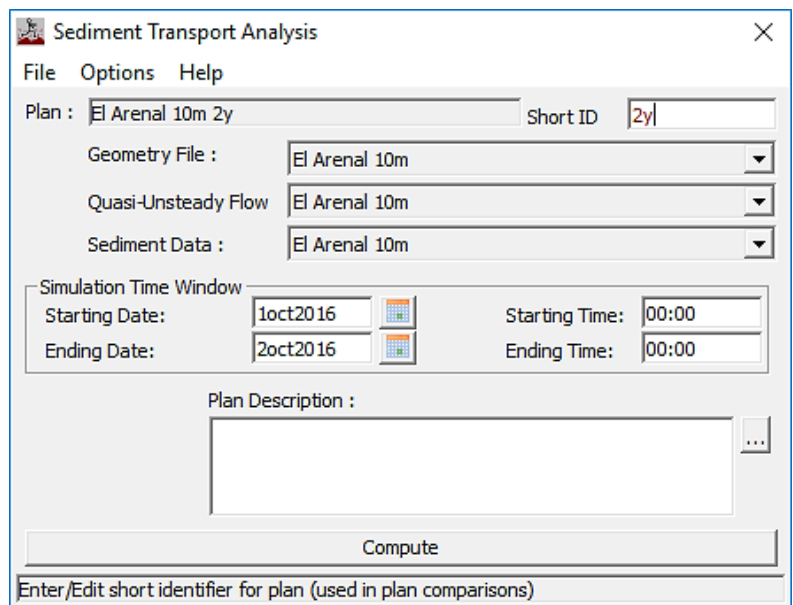 Sediment Transport Analysis
File Options Help
Plan : El Arenal 10m 2y Short ID 2y
Geometry File : El Arenal 10m
Quasi-Unsteady Flow El Arenal 10m
Sediment Data : El Arenal 10m
Simulation Time Window
Starting Date: 1oct2016 Starting Time: 00:00
Ending Date: 2oct2016 Ending Time: 00:00
Plan Description :
...
Compute
Enter/Edit short identifier for plan (used in plan comparisons)